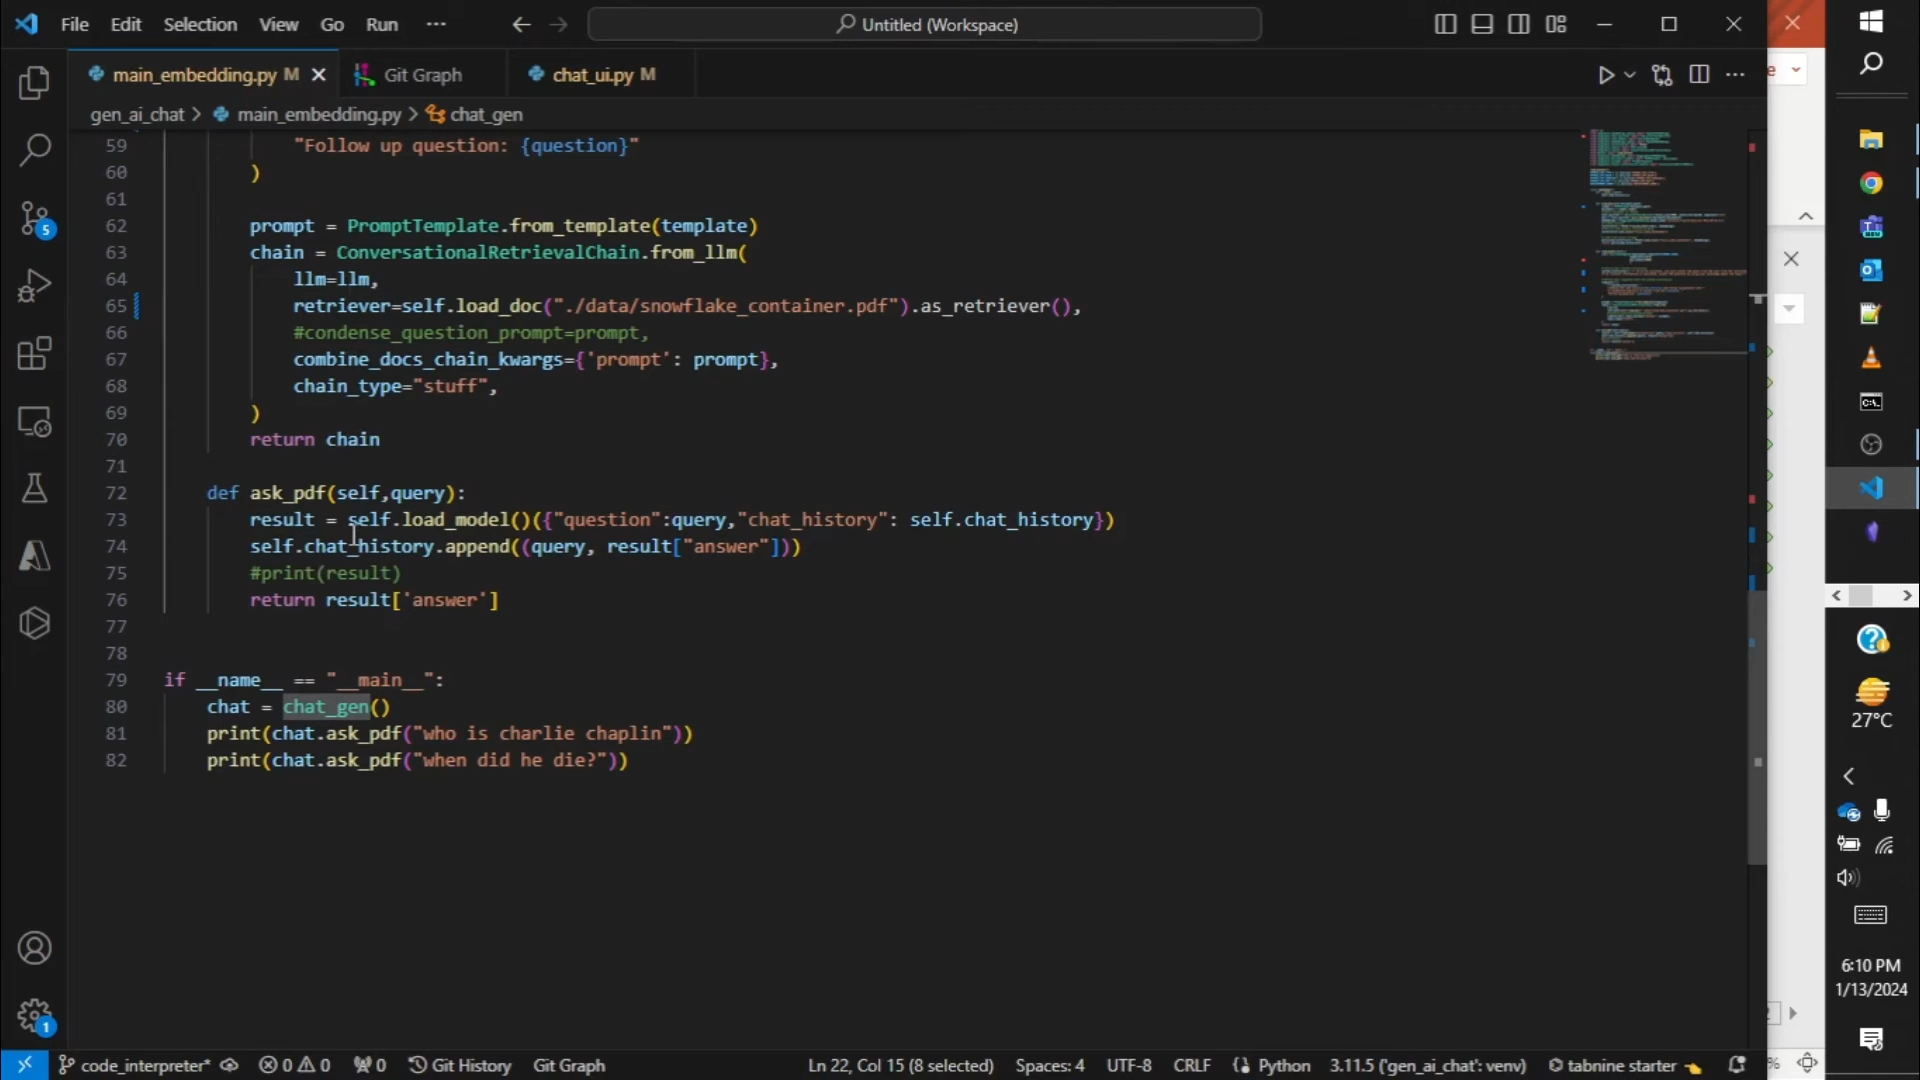 File Edit Selection View Go Run ··· Untitled (Workspace)
main_embedding.py M Git Graph chat_ui.py M
gen_ai_chat > main_embedding.py > chat_gen
59 "Follow up question: {question}"
60 )
61
62 prompt = PromptTemplate.from_template(template)
63 chain = ConversationalRetrievalChain.from_llm(
64 llm=llm,
65 retriever=self.load_doc("./data/snowflake_container.pdf").as_retriever(),
66 #condense_question_prompt=prompt,
67 combine_docs_chain_kwargs={'prompt': prompt},
68 chain_type="stuff",
69 )
70 return chain
71
72 def ask_pdf(self,query):
73 result = self.load_model()({"question":query,"chat_history": self.chat_history})
74 self.chat_history.append((query, result["answer"]))
75 #print(result)
76 return result['answer']
77
78
79 if __name__ == "__main__":
80 chat = chat_gen()
81 print(chat.ask_pdf("who is charlie chaplin"))
82 print(chat.ask_pdf("when did he die?"))
5
1
27°C
6:10 PM
1/13/2024
code_interpreter* 0 0 0 Git History Git Graph Ln 22, Col 15 (8 selected) Spaces: 4 UTF-8 CRLF Python 3.11.5 ('gen_ai_chat': venv) tabnine starter